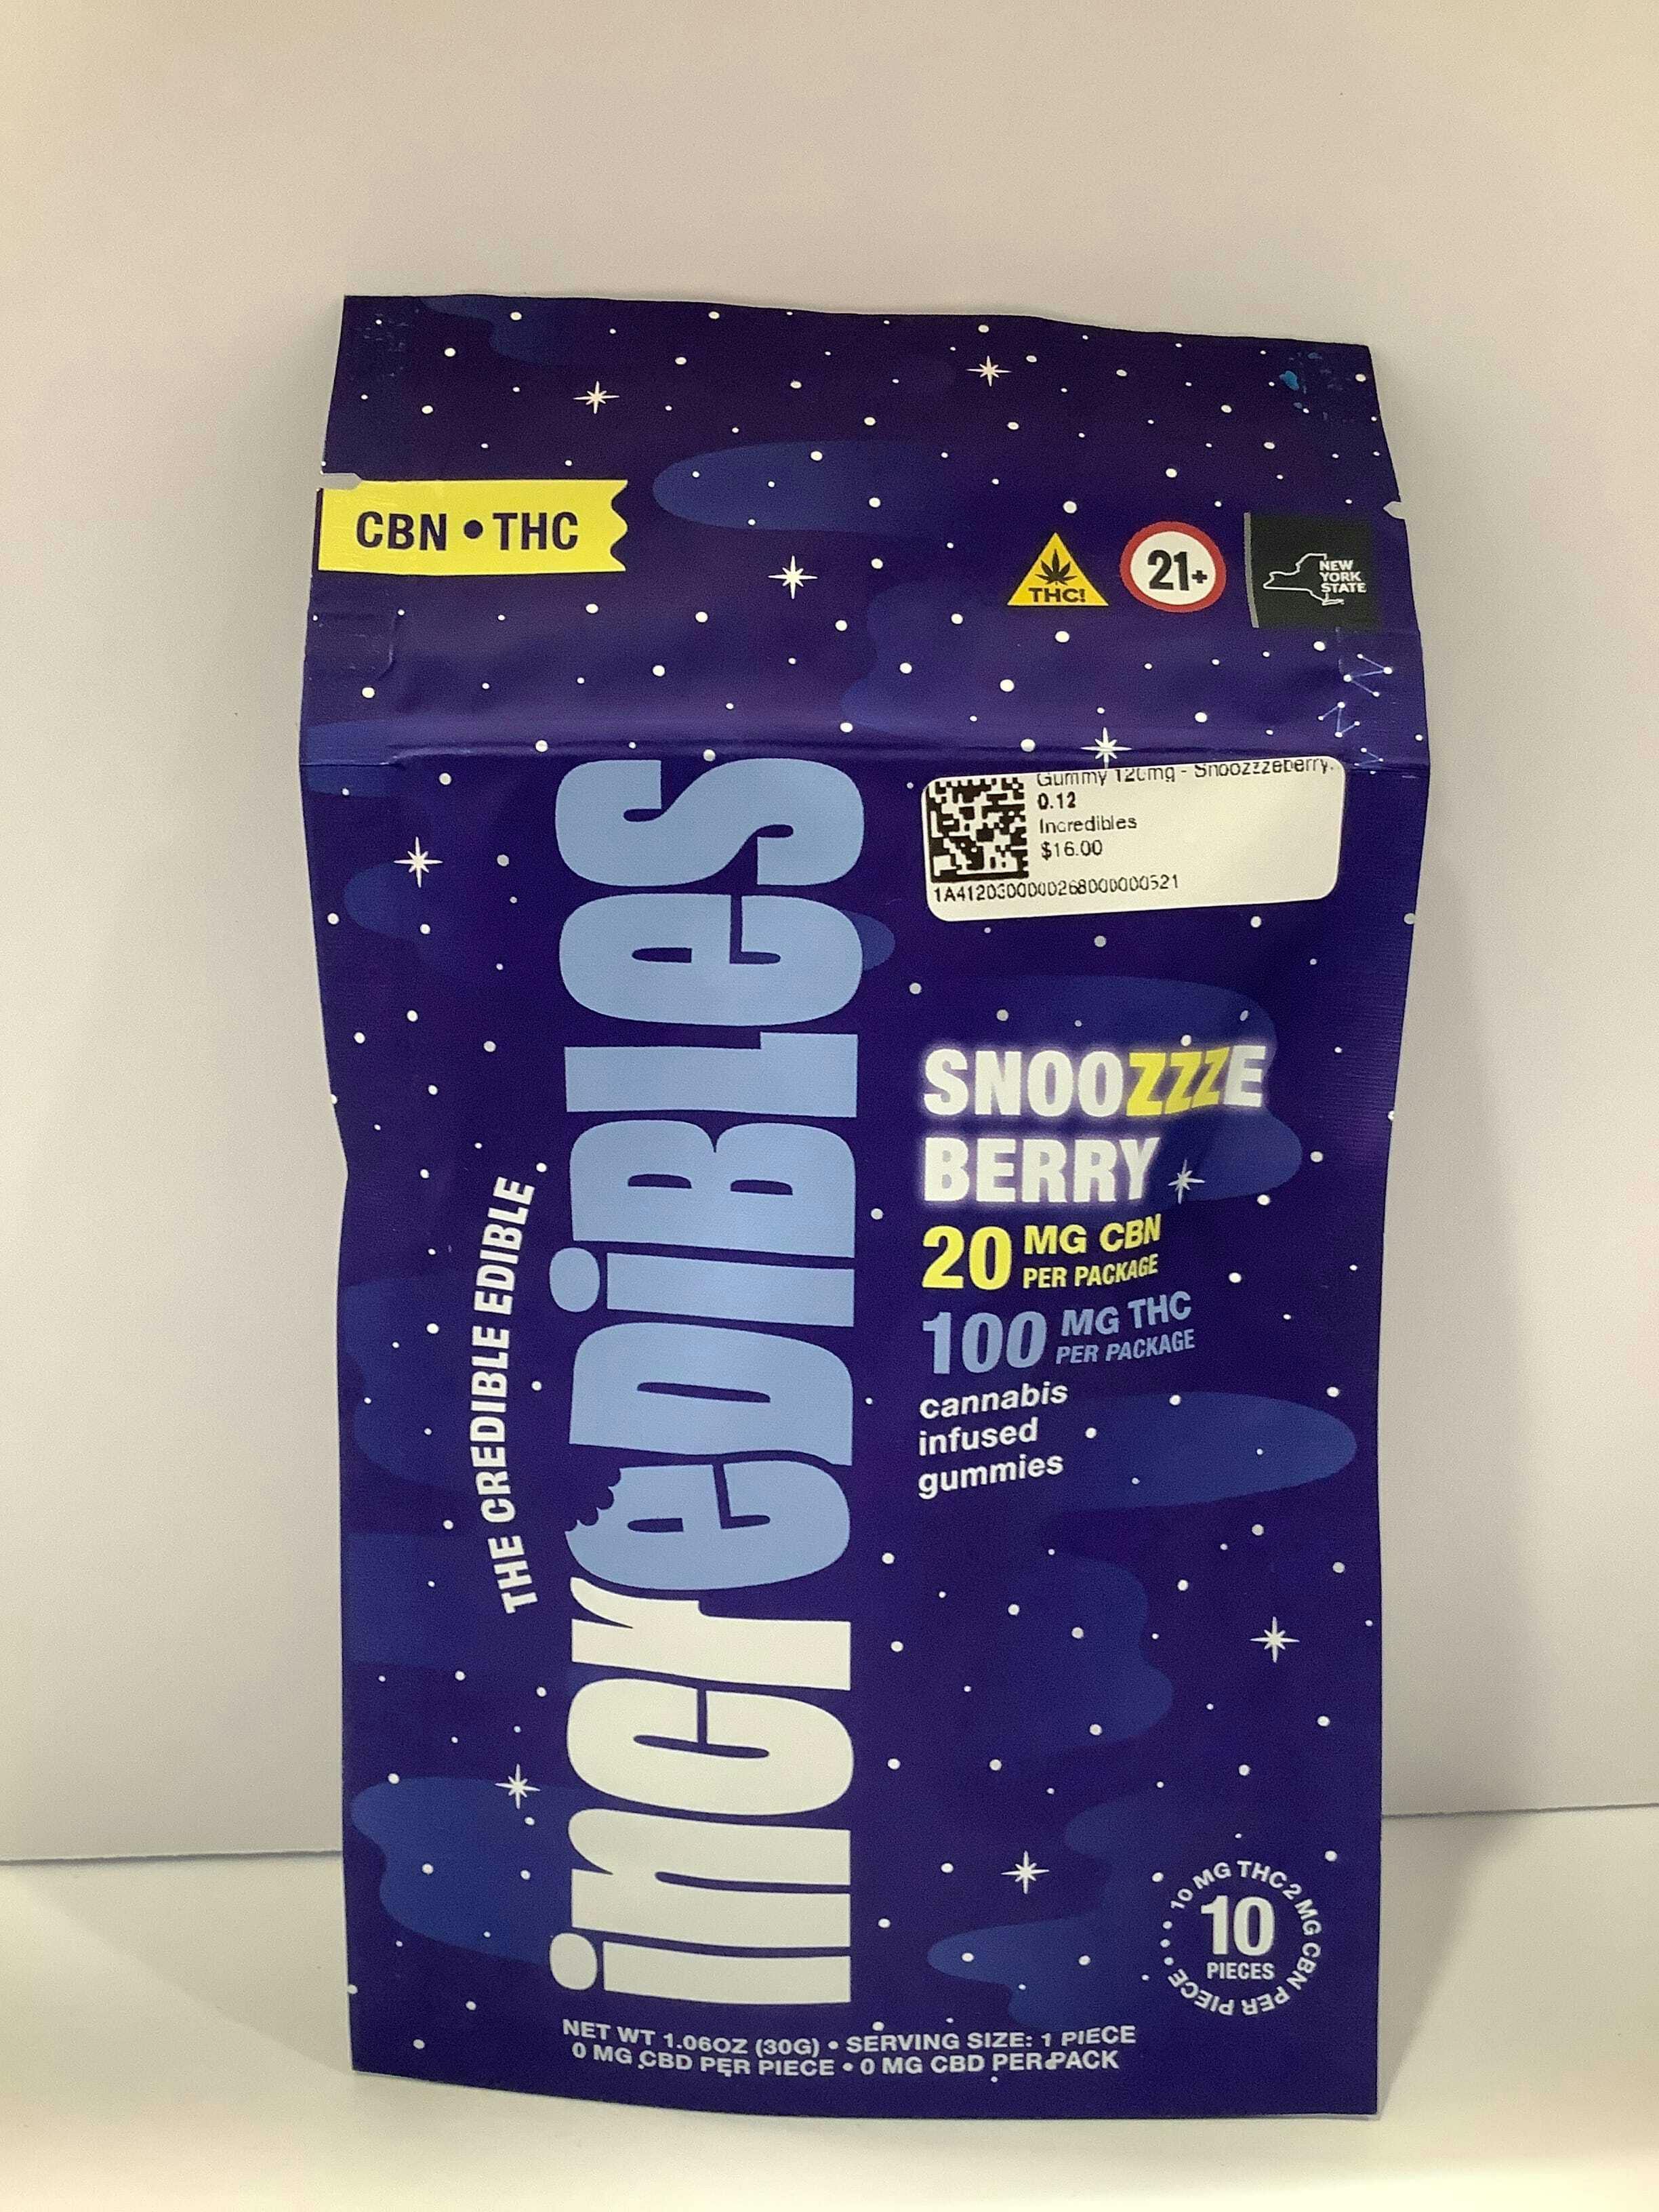 CBN • THC
THC!
21+
NEW
YORK
STATE
Gummy 120mg - Snoozzzeberry.
0.12
Incredibles
$16.00
THE CREDIBLE EDIBLE
incrediBles
SNOOZZZE
BERRY
20 MG CBN
PER PACKAGE
100 MG THC
PER PACKAGE
cannabis
infused
gummies
10 MG THC 2 MG CBN PER PIECE
10
PIECES
NET WT 1.06OZ (30G) • SERVING SIZE: 1 PIECE
0 MG CBD PER PIECE • 0 MG CBD PER PACK